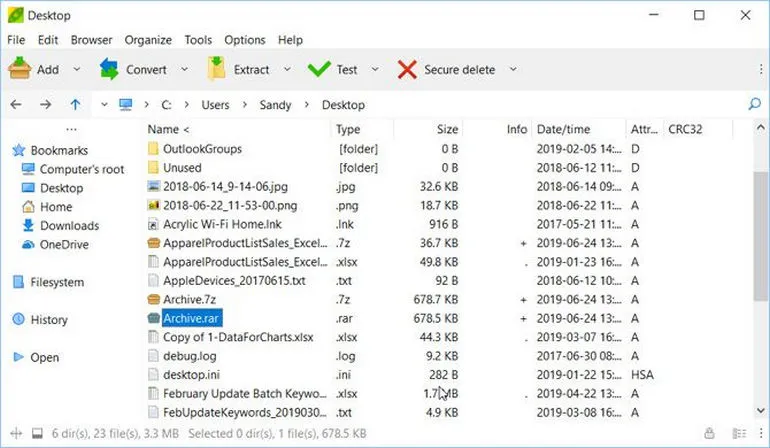 Desktop
File Edit Browser Organize Tools Options Help
Add Convert Extract Test Secure delete
C: Users Sandy Desktop
... Name < Type Size Info Date/time Attr... CRC32
Bookmarks OutlookGroups [folder] 0 B 2019-02-05 14:... D
Computer's root Unused [folder] 0 B 2018-06-12 11:... D
Desktop 2018-06-14_9-14-06.jpg .jpg 32.6 KB 2018-06-14 09:... A
Home 2018-06-22_11-53-00.png .png 18.7 KB 2018-06-22 11:... A
Downloads Acrylic Wi-Fi Home.lnk .lnk 916 B 2017-05-21 11:... A
OneDrive ApparelProductListSales_Excel... .7z 36.7 KB + 2019-06-24 13:... A
ApparelProductListSales_Excel... .xlsx 49.8 KB . 2019-01-23 16:... A
Filesystem AppleDevices_20170615.txt .txt 92 B 2018-06-12 10:... A
Archive.7z .7z 678.7 KB + 2019-06-24 13:... A
History Archive.rar .rar 678.5 KB + 2019-06-24 13:... A
Copy of 1-DataForCharts.xlsx .xlsx 44.3 KB . 2019-03-07 16:... A
Open debug.log .log 9.2 KB 2017-06-30 08:... A
desktop.ini .ini 282 B 2019-01-22 15:... HSA
February Update Batch Keywo... .xlsx . 2019-04-22 13:... A
FebUpdateKeywords_2019030... .txt 4.9 KB 2019-03-08 16:... A
6 dir(s), 23 file(s), 3.3 MB Selected 0 dir(s), 1 file(s), 678.5 KB